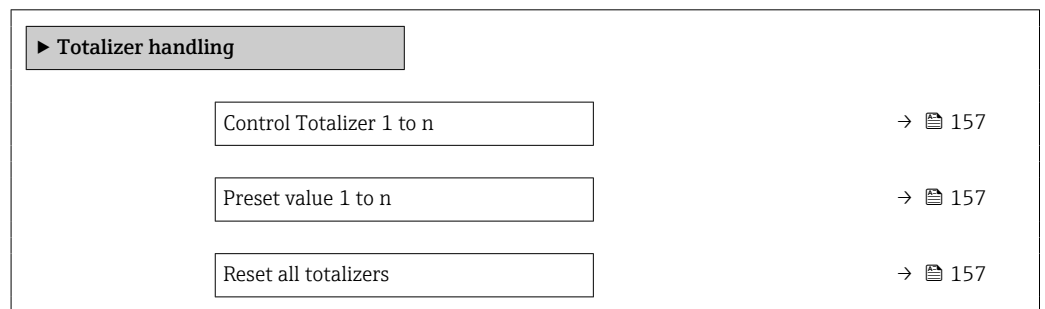 ▶ Totalizer handling
Control Totalizer 1 to n → 157
Preset value 1 to n → 157
Reset all totalizers → 157